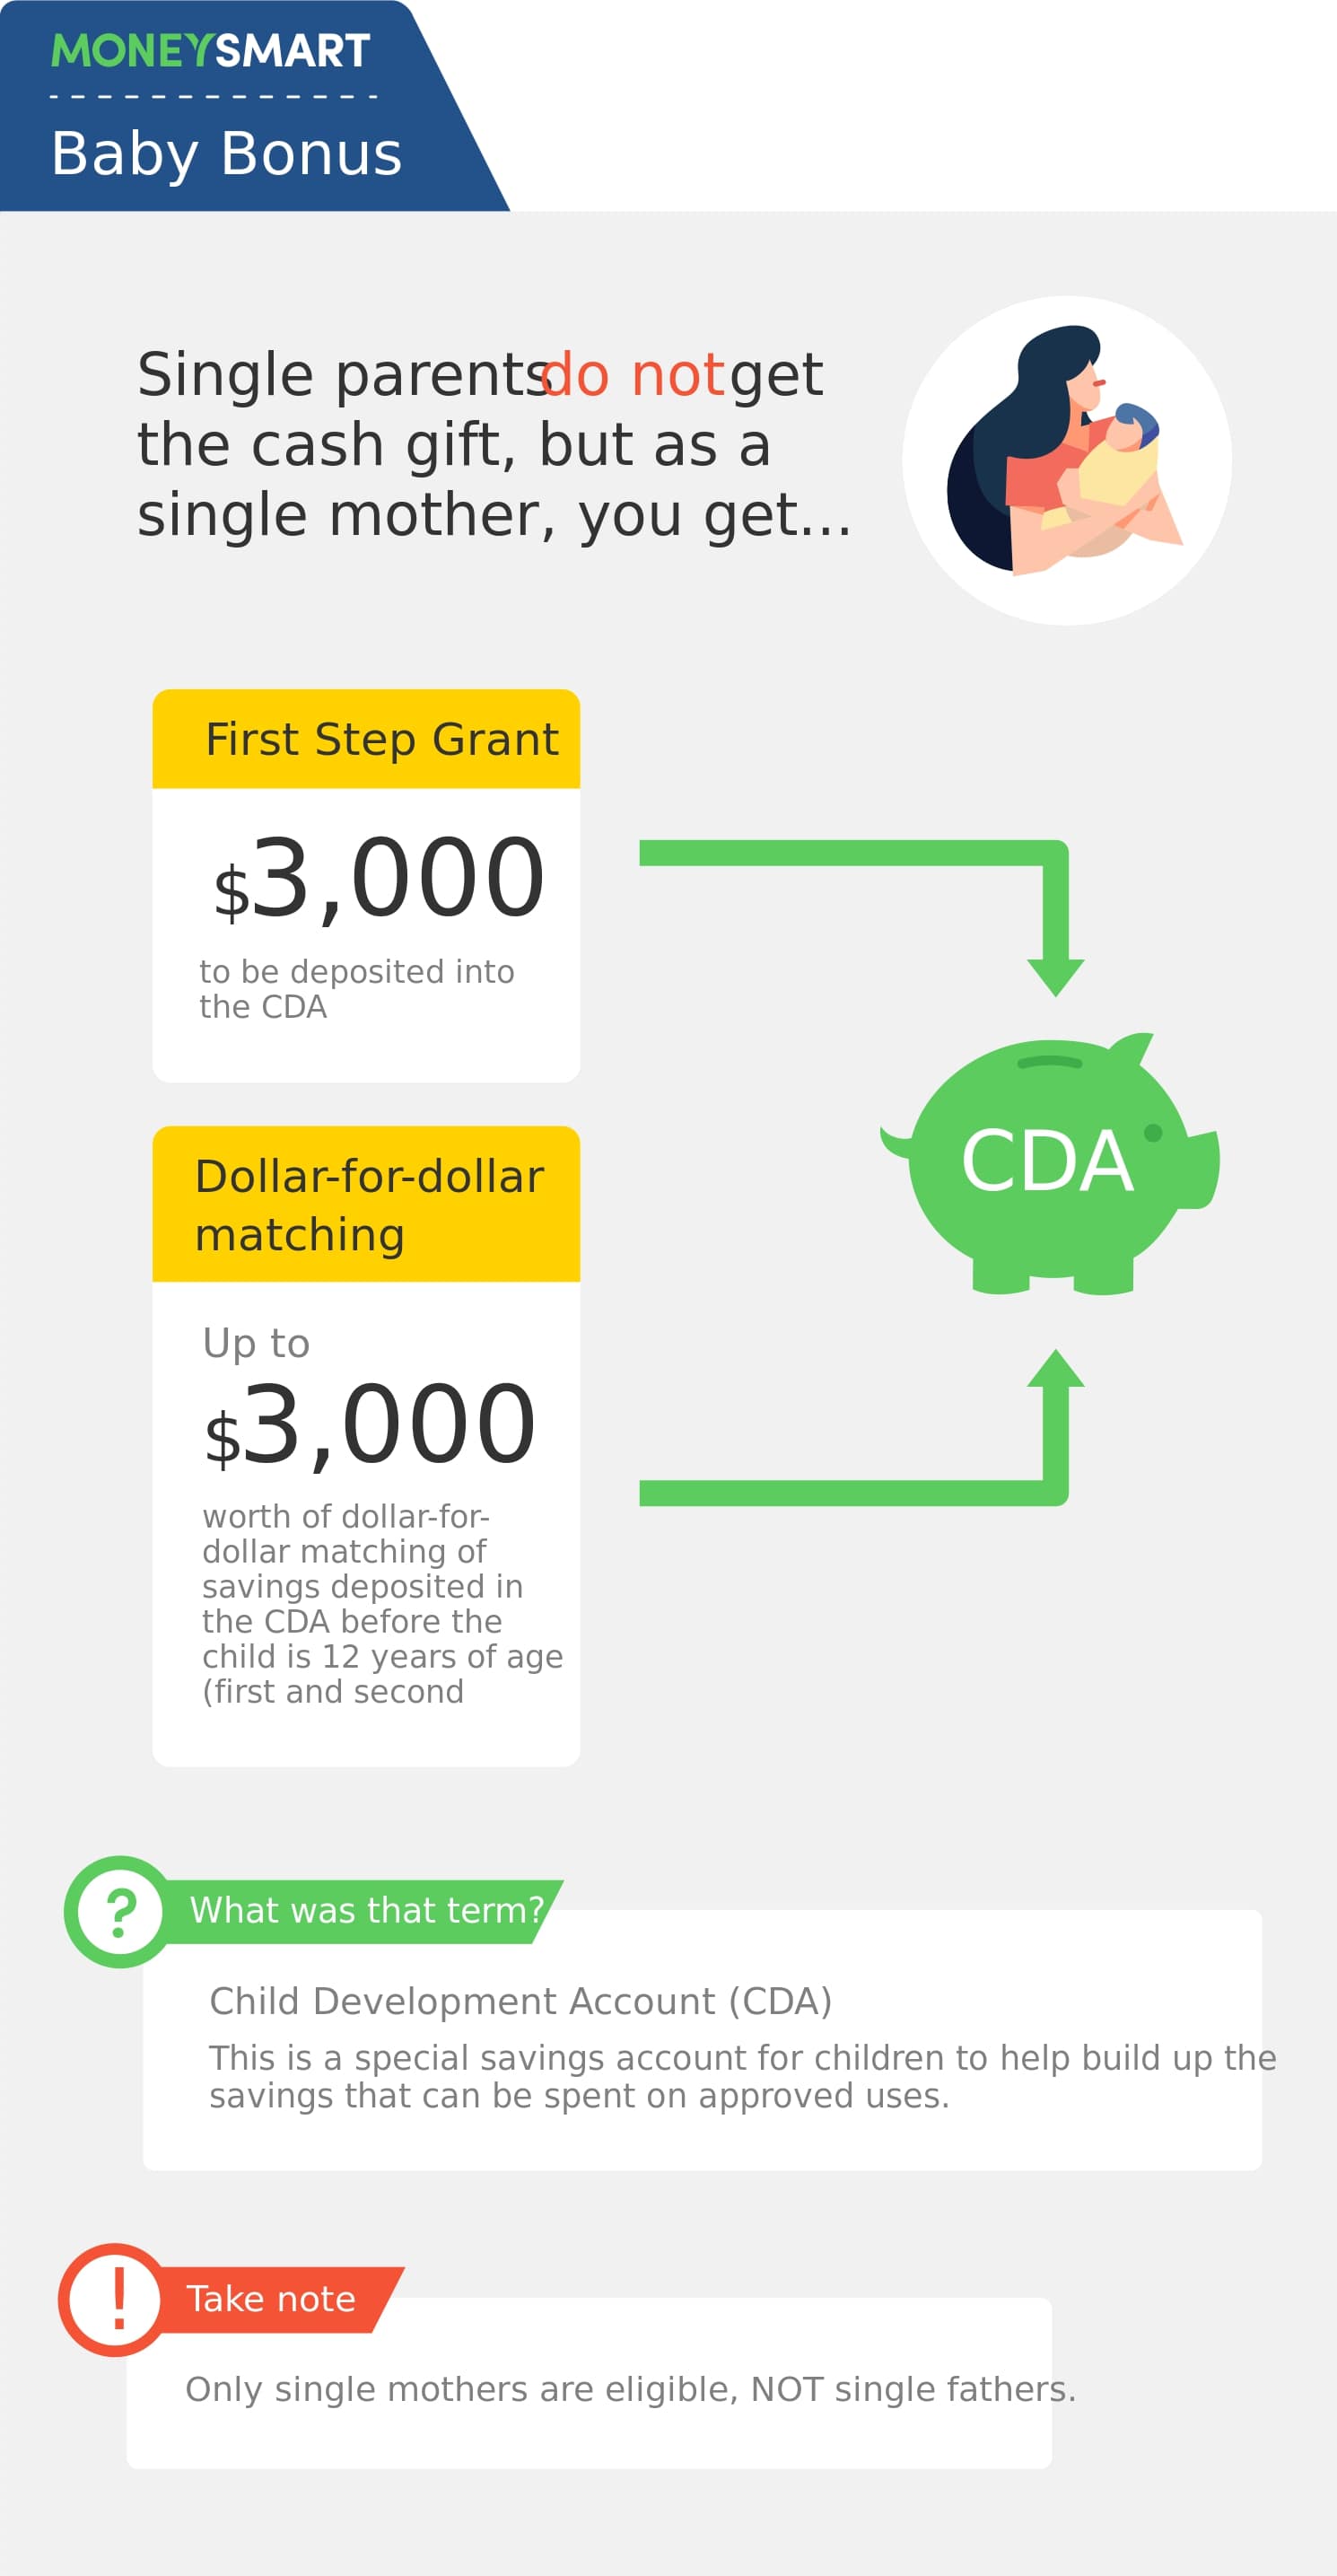 MONEYSMART
Baby Bonus
Single parents do not get
the cash gift, but as a
single mother, you get...
First Step Grant
$3,000
to be deposited into
the CDA
CDA
Dollar-for-dollar
matching
Up to
$3,000
worth of dollar-for-
dollar matching of
savings deposited in
the CDA before the
child is 12 years of age
(first and second
?
What was that term?
Child Development Account (CDA)
This is a special savings account for children to help build up the
savings that can be spent on approved uses.
!
Take note
Only single mothers are eligible, NOT single fathers.